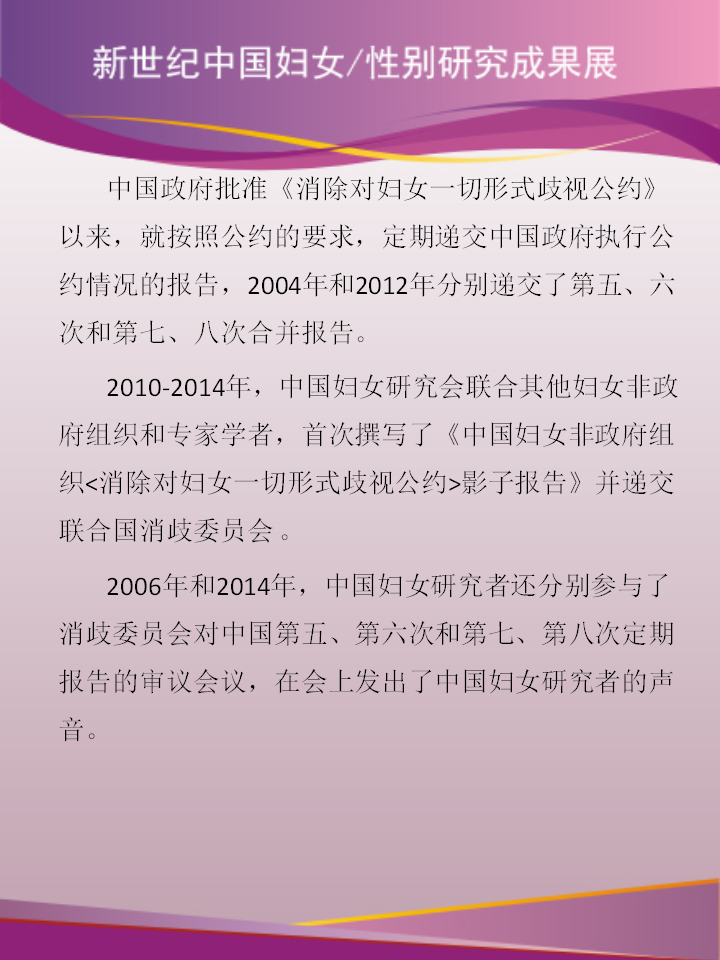 新世纪中国妇女/性别研究成果展
中国政府批准《消除对妇女一切形式歧视公约》
以来，就按照公约的要求，定期递交中国政府执行公
约情况的报告，2004年和2012年分别递交了第五、六
次和第七、八次合并报告。
2010-2014年，中国妇女研究会联合其他妇女非政
府组织和专家学者，首次撰写了《中国妇女非政府组
织<消除对妇女一切形式歧视公约>影子报告》并递交
联合国消歧委员会 。
2006年和2014年，中国妇女研究者还分别参与了
消歧委员会对中国第五、第六次和第七、第八次定期
报告的审议会议，在会上发出了中国妇女研究者的声
音。